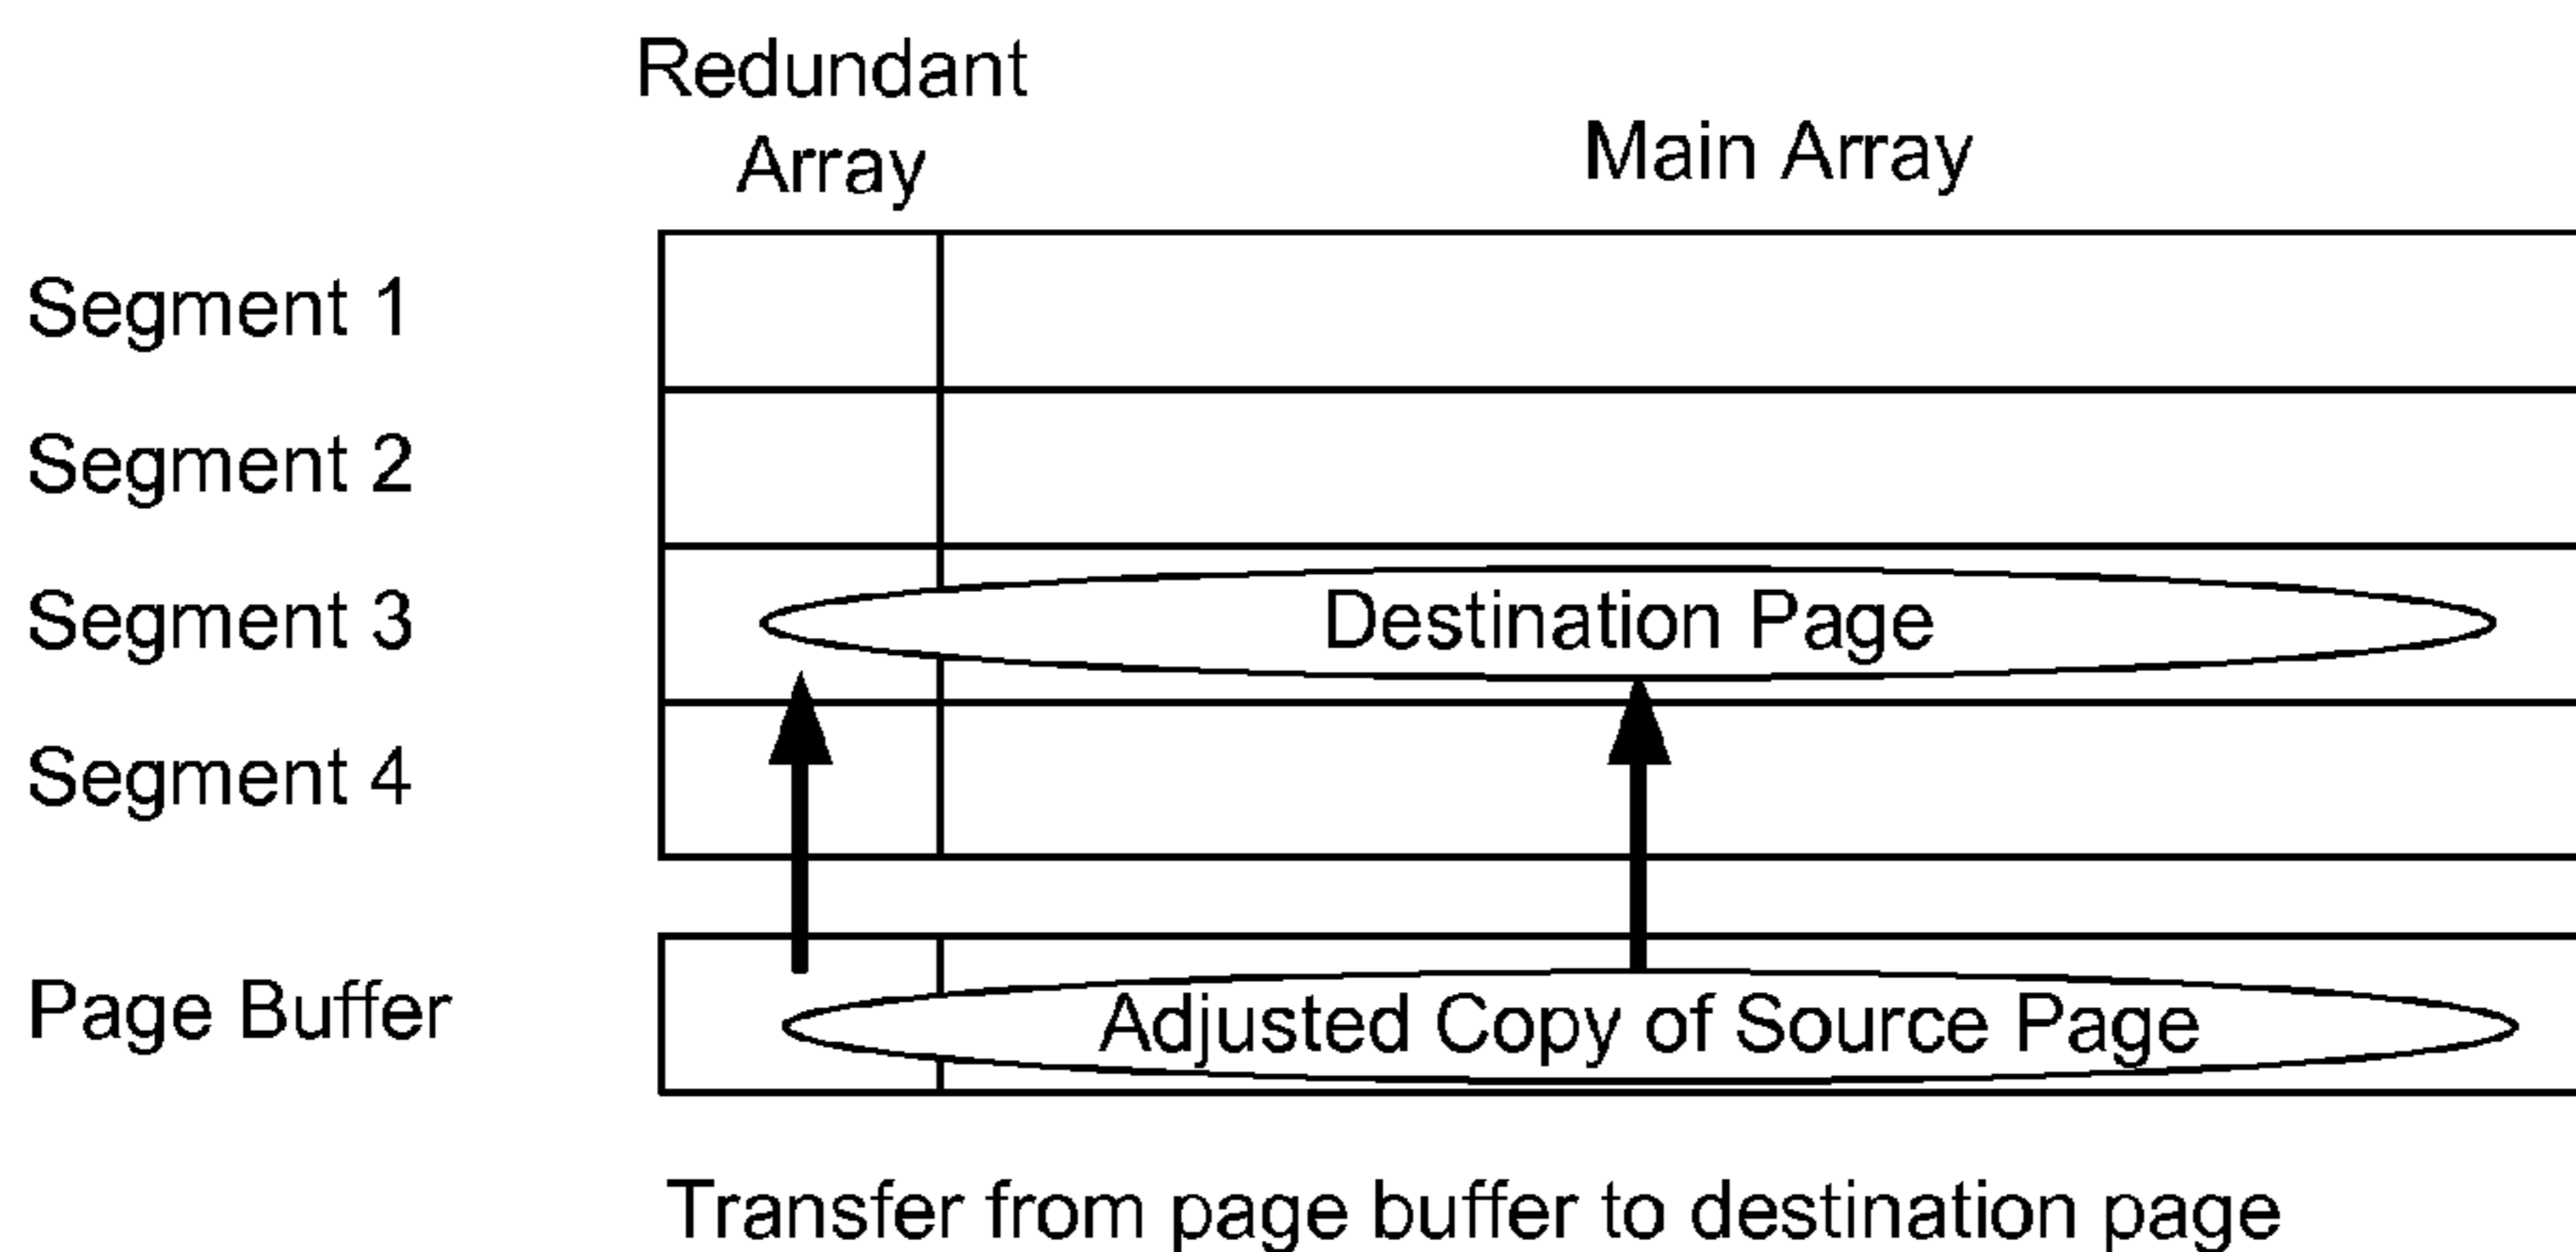 Redundant
Array
Main Array
Segment 1
Segment 2
Segment 3
Destination Page
Segment 4
Page Buffer
Adjusted Copy of Source Page
Transfer from page buffer to destination page